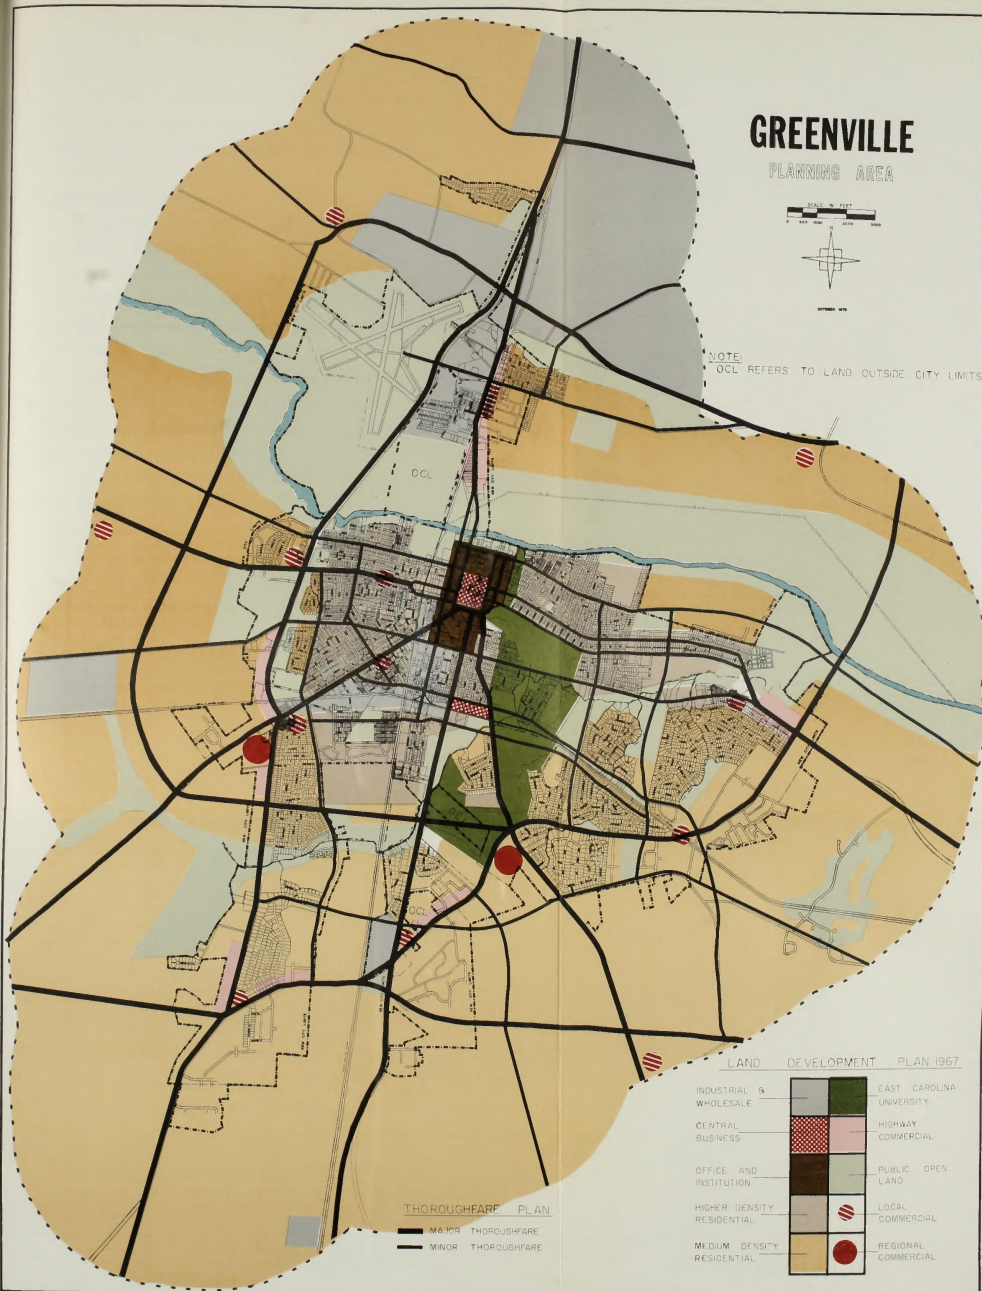 GREENVILLE
PLANNING AREA
SCALE IN FEET
NOTE:
OCL REFERS TO LAND OUTSIDE CITY LIMITS
OCL
OCL
OCL
LAND DEVELOPMENT PLAN 1967
INDUSTRIAL &
WHOLESALE
EAST CAROLINA
UNIVERSITY
CENTRAL
BUSINESS
HIGHWAY
COMMERCIAL
OFFICE AND
INSTITUTION
PUBLIC OPEN
LAND
HIGHER DENSITY
RESIDENTIAL
LOCAL
COMMERCIAL
MEDIUM DENSITY
RESIDENTIAL
REGIONAL
COMMERCIAL
THOROUGHFARE PLAN
MAJOR THOROUGHFARE
MINOR THOROUGHFARE